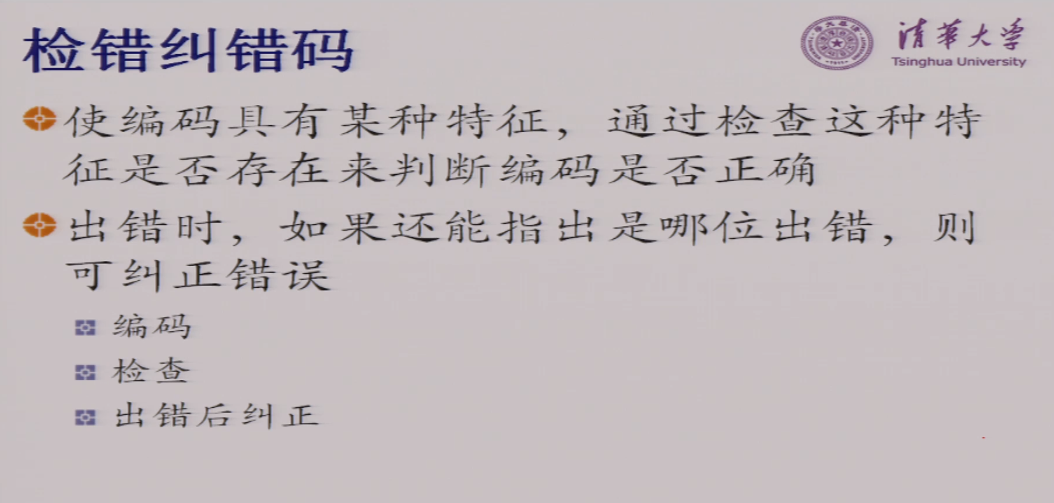 检错纠错码
清華大学
Tsinghua University
使编码具有某种特征，通过检查这种特
征是否存在来判断编码是否正确
出错时，如果还能指出是哪位出错，则
可纠正错误
编码
检查
出错后纠正